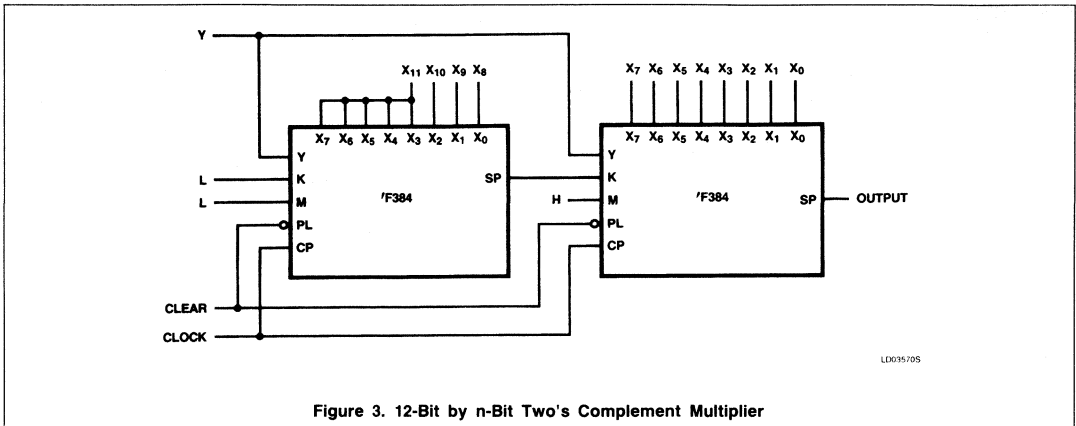 Y
X11 X10 X9 X8
X7 X6 X5 X4 X3 X2 X1 X0
X7 X6 X5 X4 X3 X2 X1 X0
X7 X6 X5 X4 X3 X2 X1 X0
Y
Y
L
K
SP
K
L
M
'F384
H
M
'F384
SP
OUTPUT
PL
PL
CP
CP
CLEAR
CLOCK
LD03570S
Figure 3. 12-Bit by n-Bit Two's Complement Multiplier